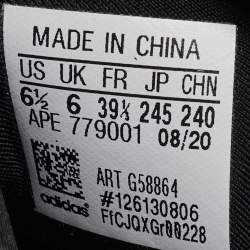 MADE IN CHINA
US UK FR JP CHN
6½ 6 39⅓ 245 240
APE 779001 08/20
ART G58864
#126130806
FfCJQXGr00228
adidas